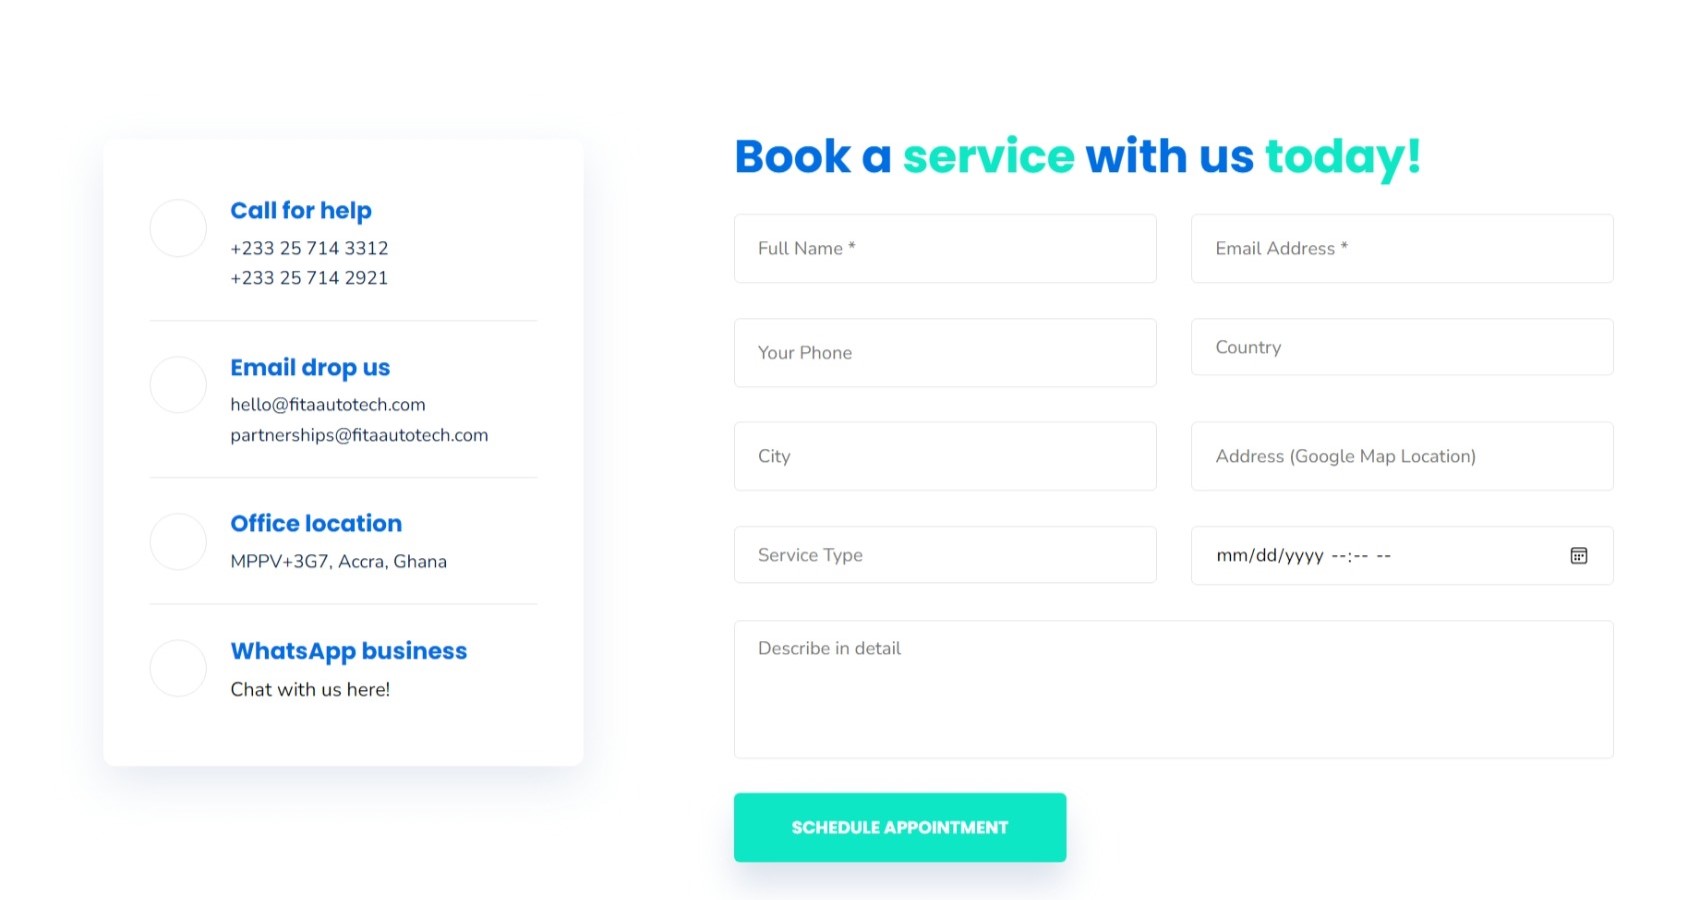 Call for help
+233 25 714 3312
+233 25 714 2921
Email drop us
hello@fitaautotech.com
partnerships@fitaautotech.com
Office location
MPPV+3G7, Accra, Ghana
WhatsApp business
Chat with us here!
Book a service with us today!
Full Name *
Email Address *
Your Phone
Country
City
Address (Google Map Location)
Service Type
mm/dd/yyyy --:-- --
Describe in detail
SCHEDULE APPOINTMENT